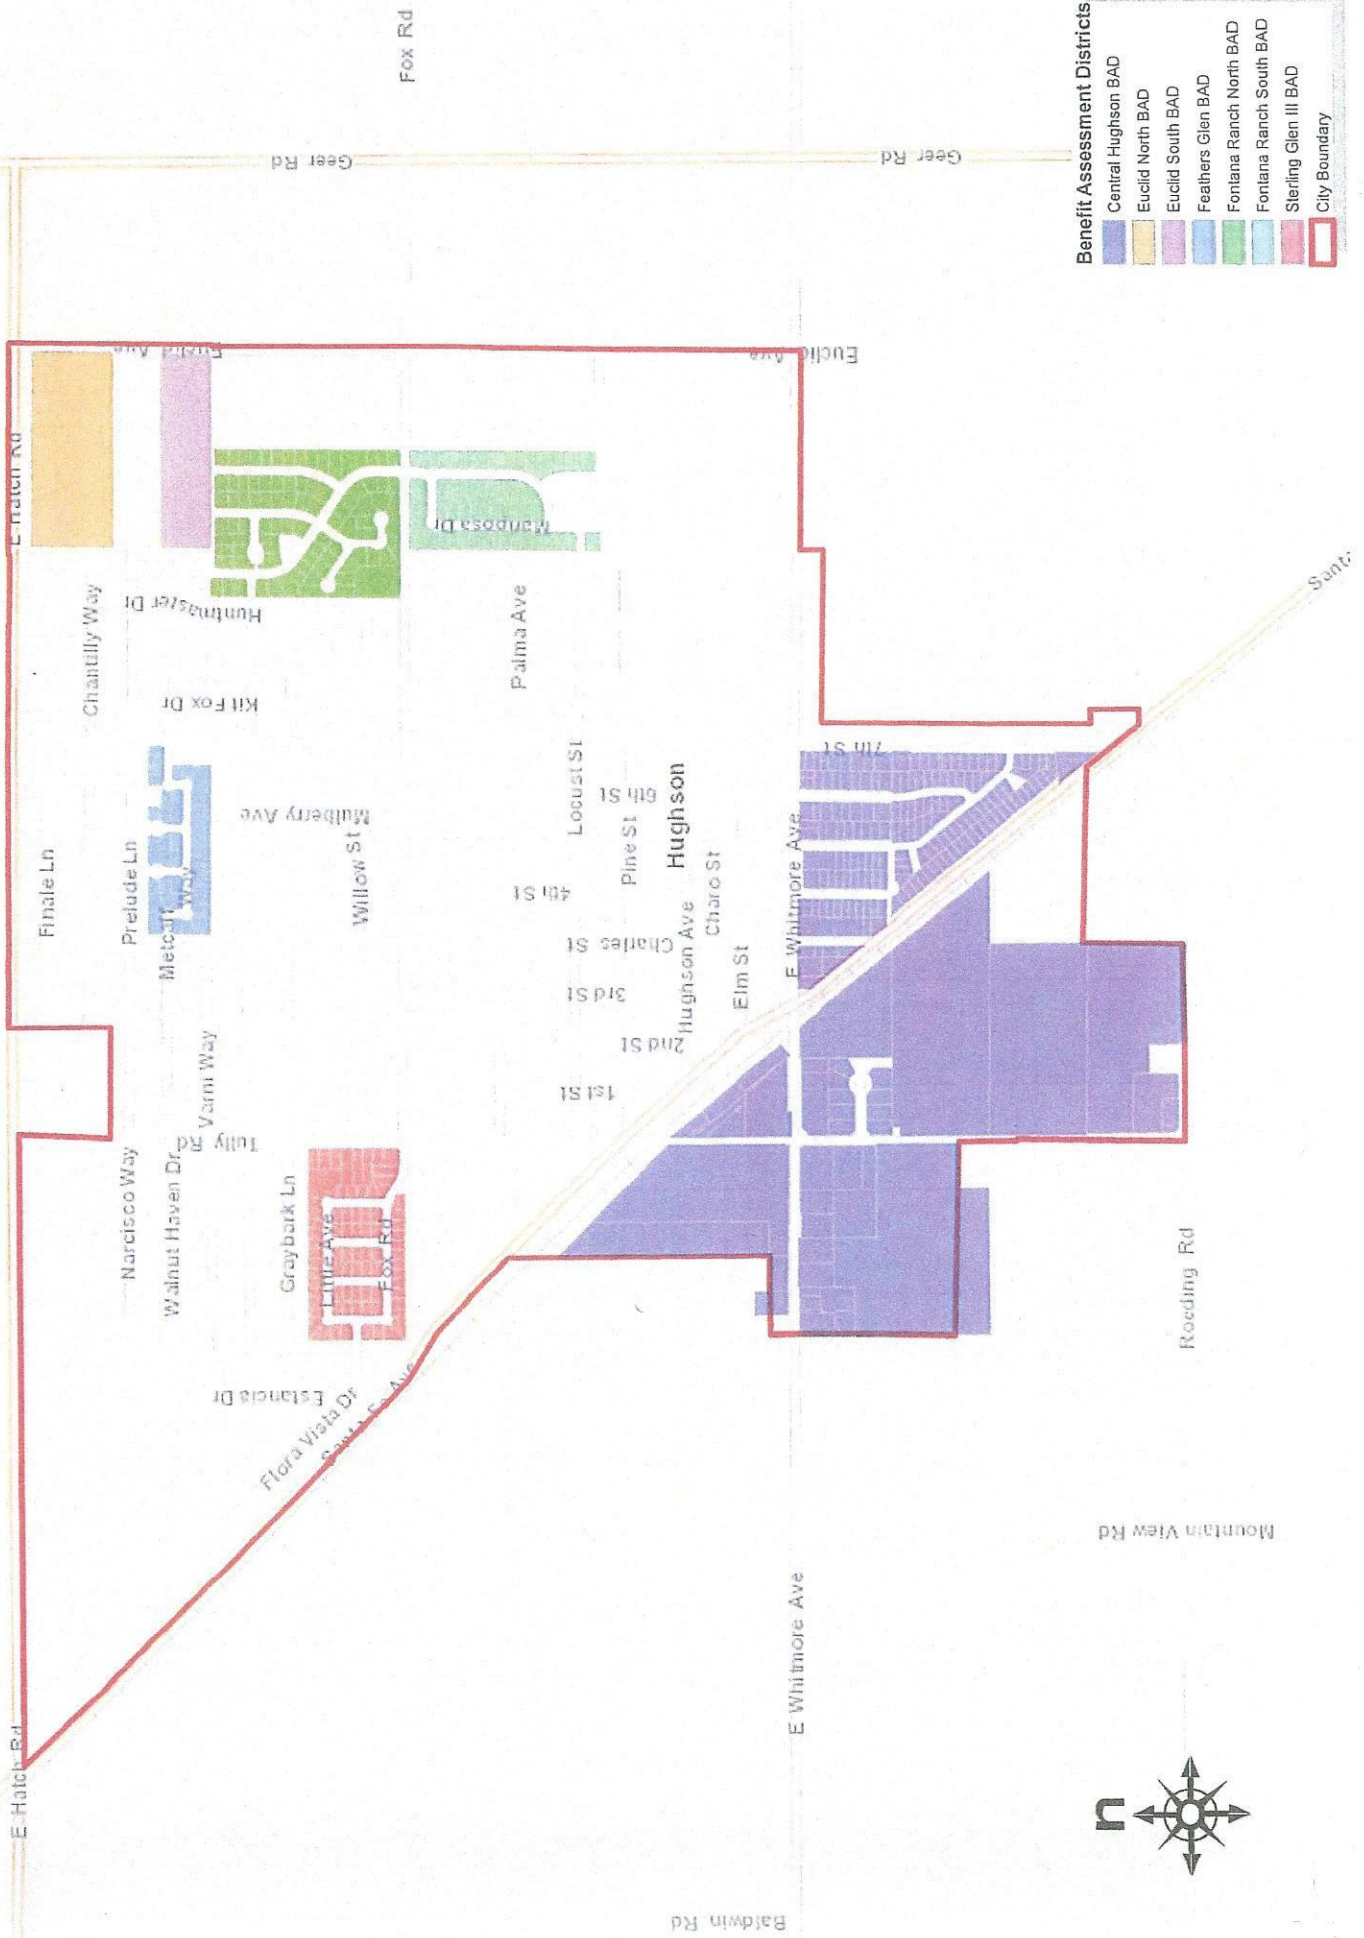 E Hatch Rd
E Hatch Rd
Fox Rd
Geer Rd
Geer Rd
Euclid Ave
Euclid Ave
Finale Ln
Chantilly Way
Prelude Ln
Metcalf
Way
Huntmaster Dr
Kit Fox Dr
Mulberry Ave
Willow St
Narcisco Way
Walnut Haven Dr
Varni Way
Tully Rd
Graybark Ln
Little Ave
Fox Rd
Estancia Dr
Flora Vista Dr
Santa Fe Ave
Mariposa Dr
Palma Ave
Locust St
6th St
Pine St
Hughson
4th St
Charles St
Charo St
Hughson Ave
3rd St
Elm St
2nd St
1st St
7th St
E Whitmore Ave
E Whitmore Ave
Roeding Rd
Mountain View Rd
Baldwin Rd
n
Benefit Assessment Districts
Central Hughson BAD
Euclid North BAD
Euclid South BAD
Feathers Glen BAD
Fontana Ranch North BAD
Fontana Ranch South BAD
Sterling Glen III BAD
City Boundary